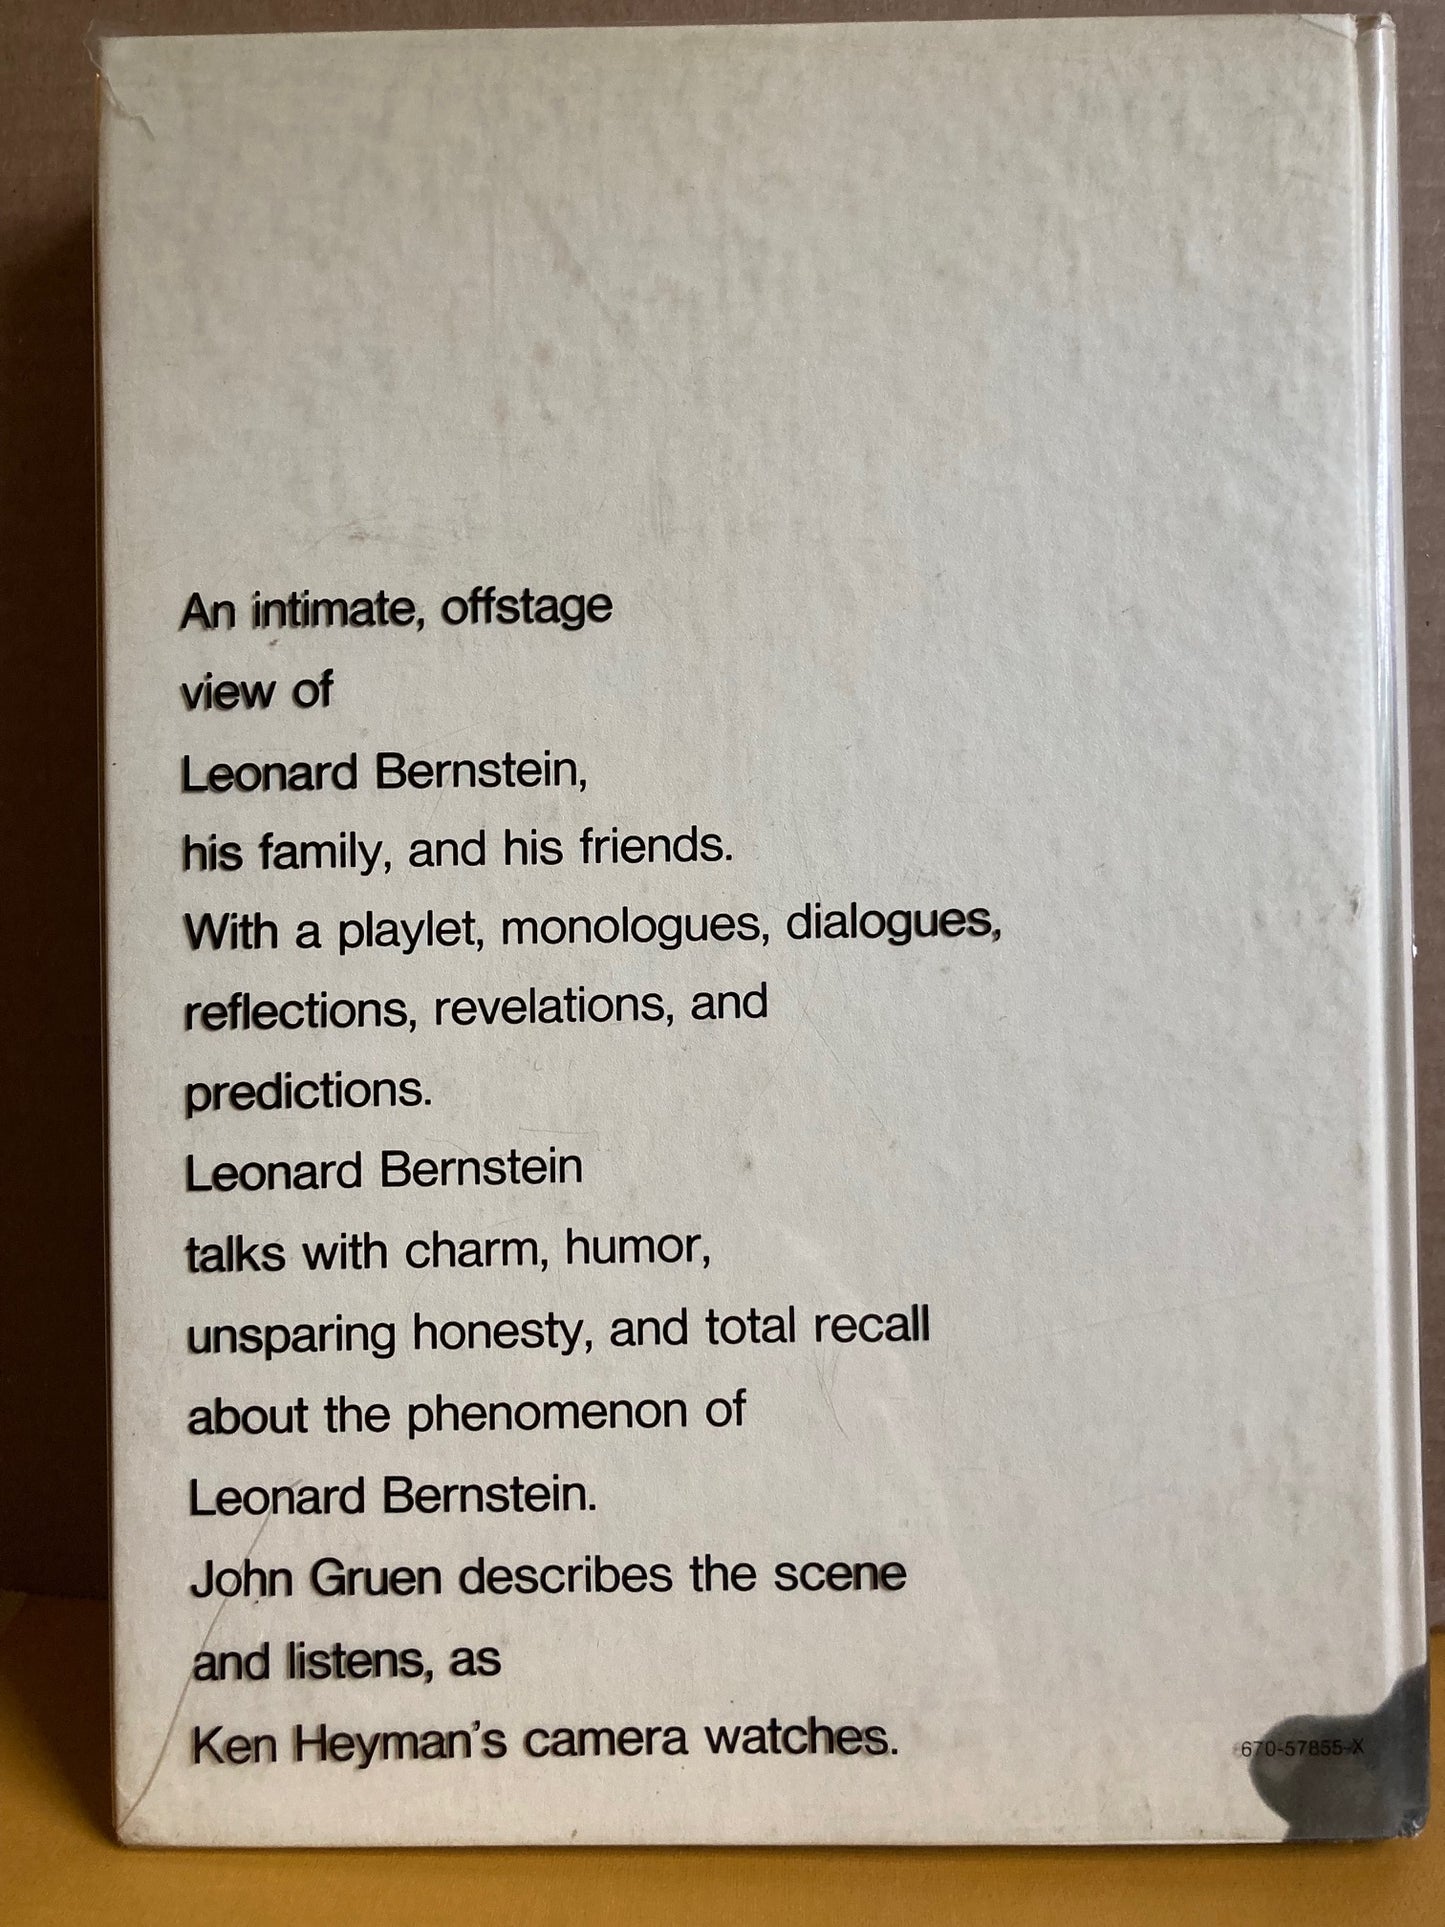 An intimate, offstage
view of
Leonard Bernstein,
his family, and his friends.
With a playlet, monologues, dialogues,
reflections, revelations, and
predictions.
Leonard Bernstein
talks with charm, humor,
unsparing honesty, and total recall
about the phenomenon of
Leonard Bernstein.
John Gruen describes the scene
and listens, as
Ken Heyman's camera watches.
670-57855-X